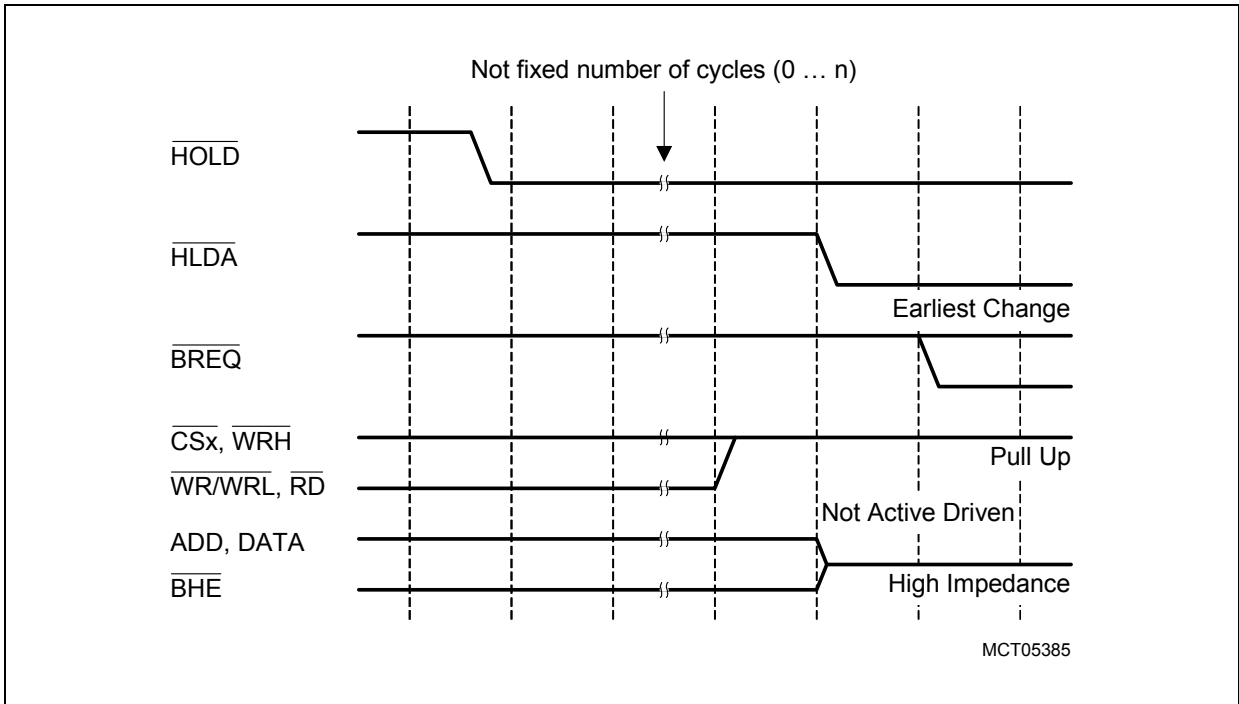 Not fixed number of cycles (0 … n)
HOLD
HLDA
Earliest Change
BREQ
CSx, WRH
Pull Up
WR/WRL, RD
Not Active Driven
ADD, DATA
BHE
High Impedance
MCT05385